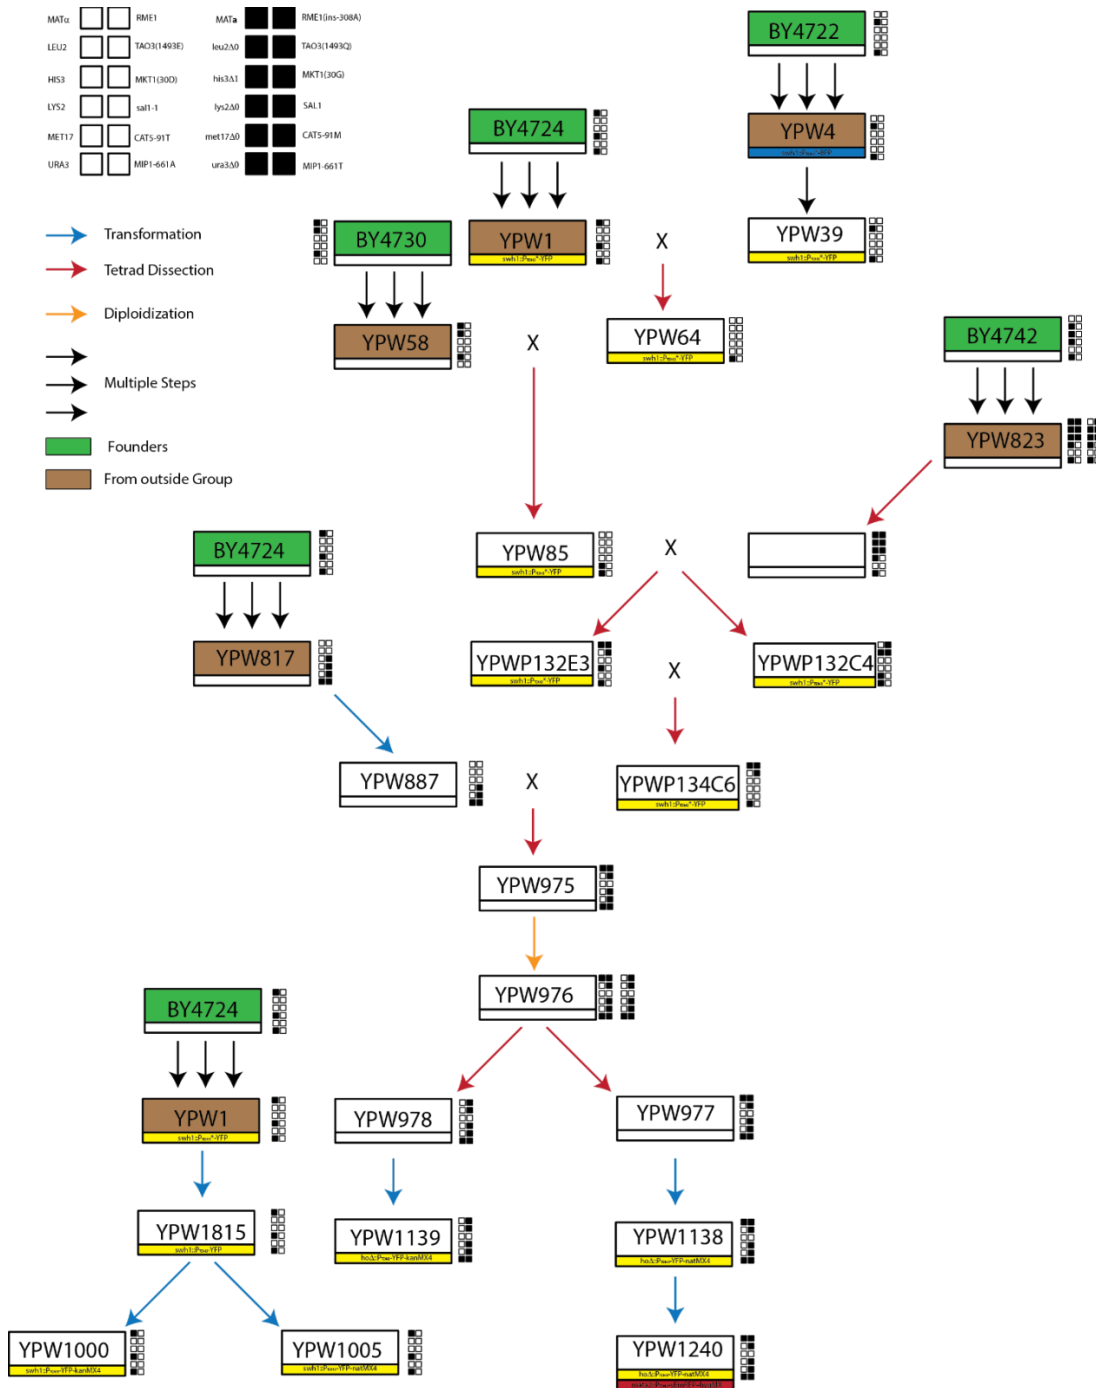 MATα RME1 MATa RME1(ins-308A)
LEU2 TAO3(1493E) leu2Δ0 TAO3(1493Q)
HIS3 MKT1(30D) his3Δ1 MKT1(30G)
LYS2 sal1-1 lys2Δ0 SAL1
MET17 CAT5-91T met17Δ0 CAT5-91M
URA3 MIP1-661A ura3Δ0 MIP1-661T
BY4722
BY4724
YPW4
Transformation
Tetrad Dissection
Diploidization
Multiple Steps
Founders
From outside Group
BY4730
YPW1
X
YPW39
YPW58
X
YPW64
BY4742
YPW823
BY4724
YPW85
X
YPW817
YPWP132E3
X
YPWP132C4
YPW887
X
YPWP134C6
YPW975
YPW976
BY4724
YPW1
YPW978
YPW977
YPW1815
YPW1139
YPW1138
YPW1000
YPW1005
YPW1240